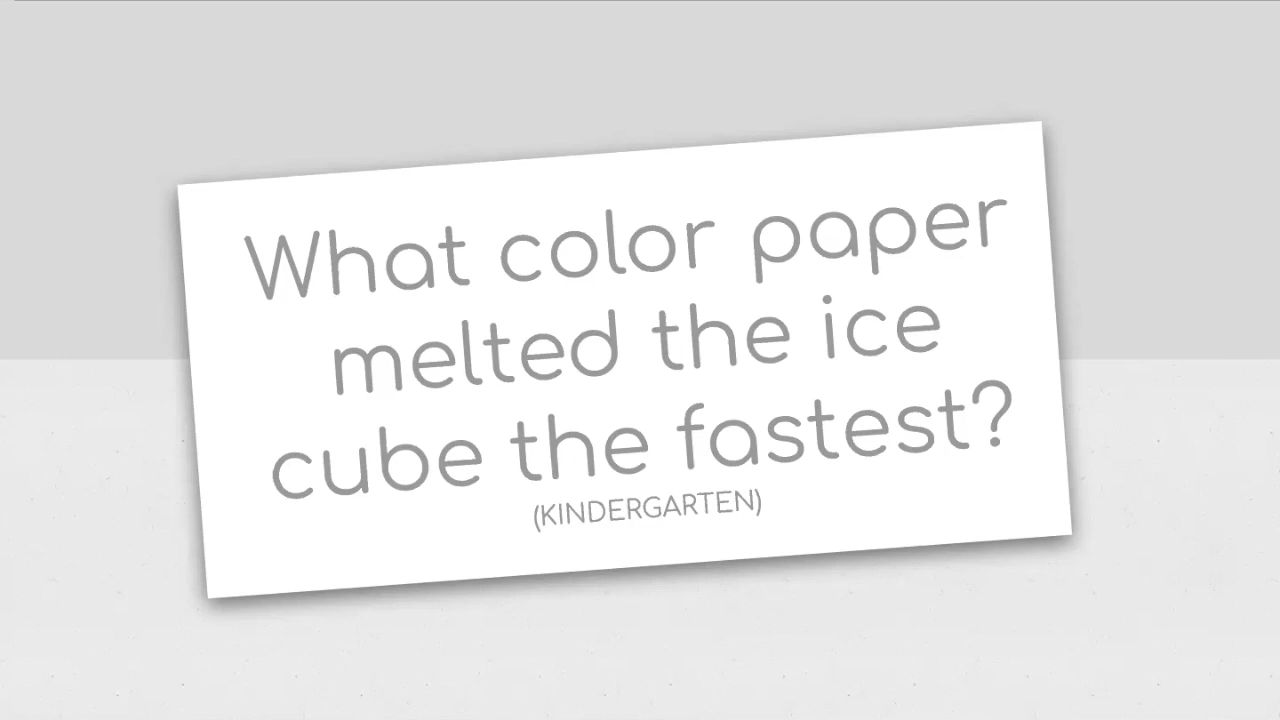 What color paper
melted the ice
cube the fastest?
(KINDERGARTEN)